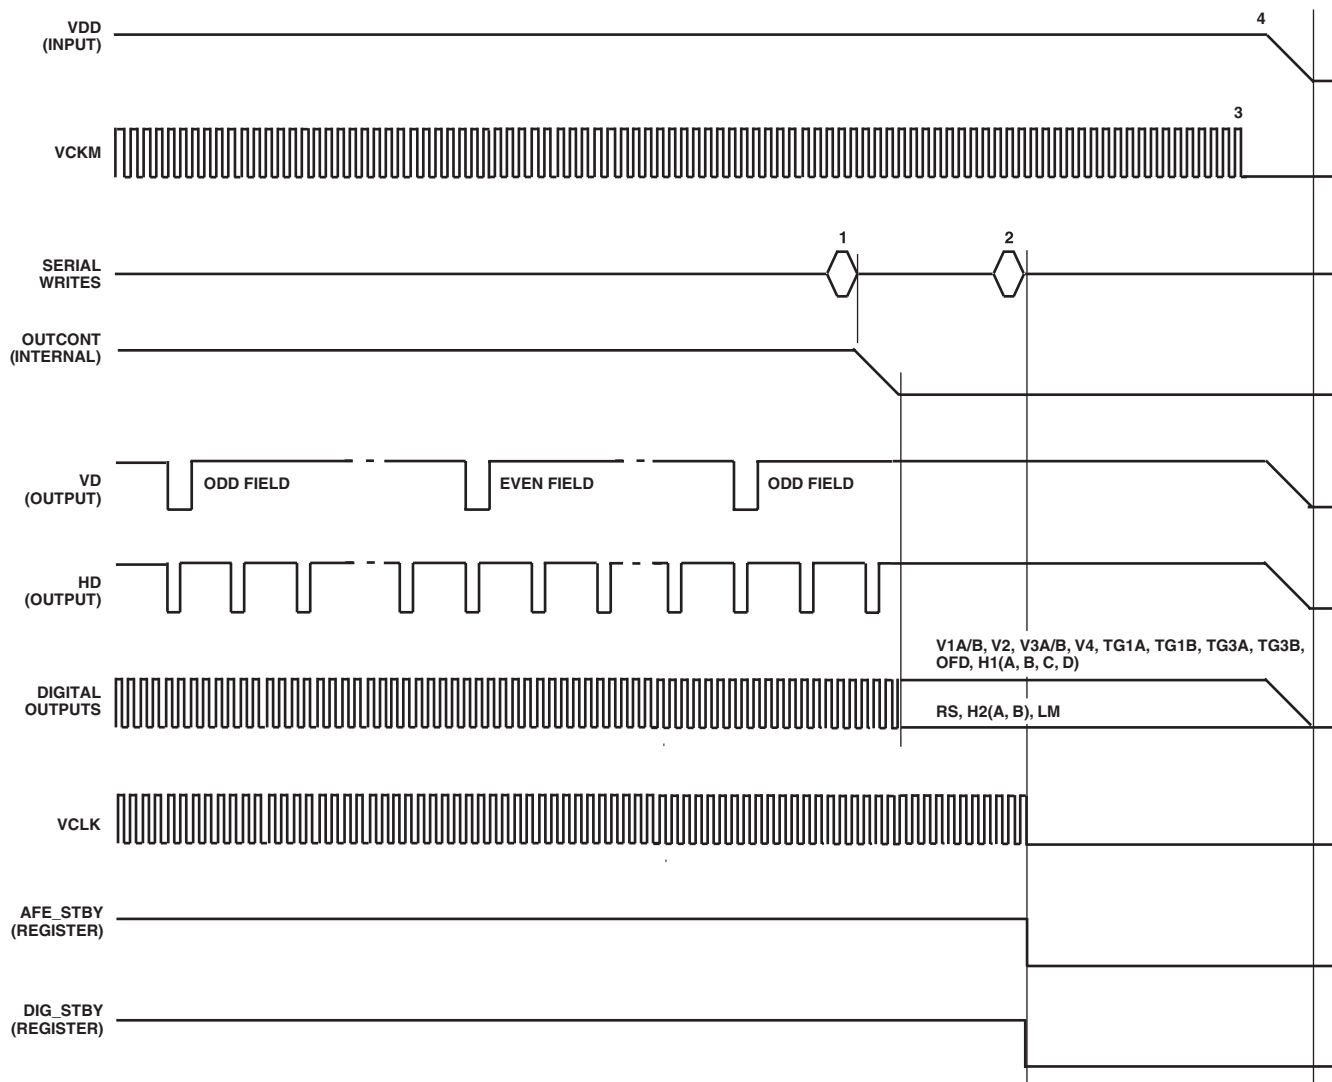 4
VDD
(INPUT)
3
VCKM
1
2
SERIAL
WRITES
OUTCONT
(INTERNAL)
VD
(OUTPUT)
ODD FIELD
EVEN FIELD
ODD FIELD
HD
(OUTPUT)
V1A/B, V2, V3A/B, V4, TG1A, TG1B, TG3A, TG3B,
OFD, H1(A, B, C, D)
DIGITAL
OUTPUTS
RS, H2(A, B), LM
VCLK
AFE_STBY
(REGISTER)
DIG_STBY
(REGISTER)